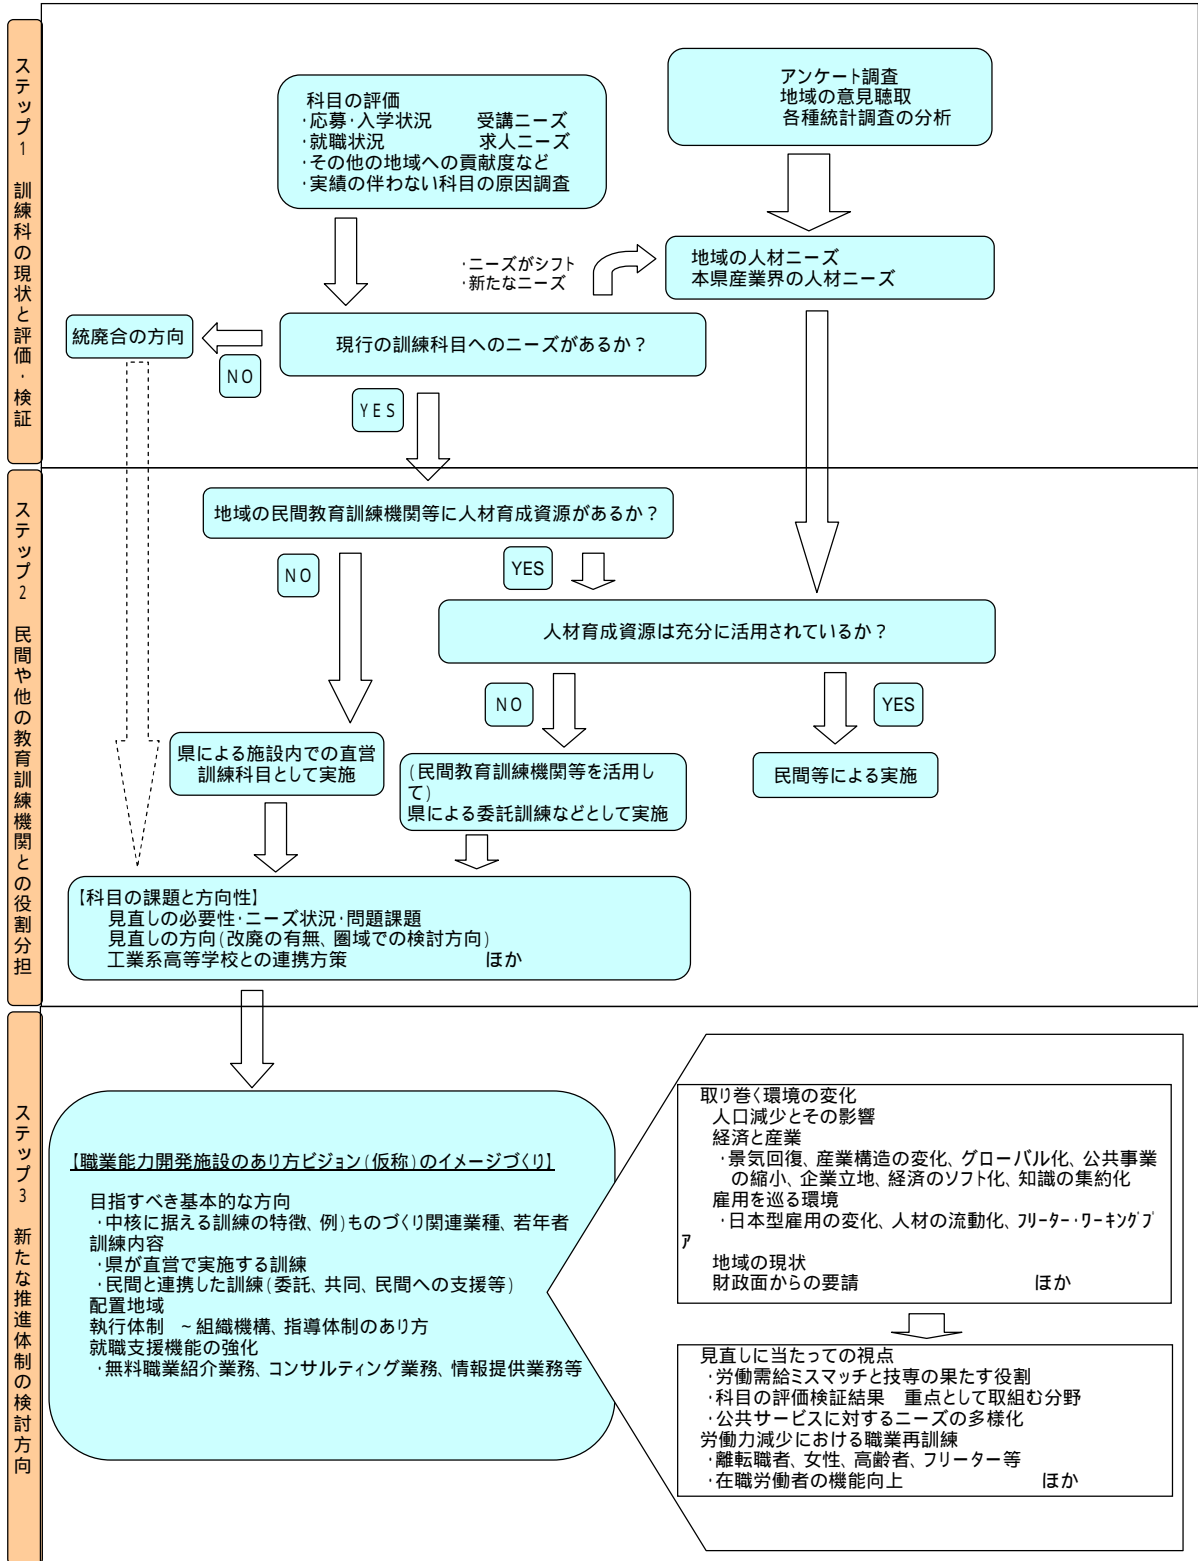 ステップ1　訓練科の現状と評価・検証
科目の評価
・応募・入学状況　　受講ニーズ
・就職状況　　　　　求人ニーズ
・その他の地域への貢献度など
・実績の伴わない科目の原因調査
アンケート調査
地域の意見聴取
各種統計調査の分析
・ニーズがシフト
・新たなニーズ
地域の人材ニーズ
本県産業界の人材ニーズ
統廃合の方向
NO
現行の訓練科目へのニーズがあるか？
YES
ステップ2　民間や他の教育訓練機関との役割分担
地域の民間教育訓練機関等に人材育成資源があるか？
NO
YES
人材育成資源は充分に活用されているか？
NO
YES
県による施設内での直営
訓練科目として実施
(民間教育訓練機関等を活用し
て)
県による委託訓練などとして実施
民間等による実施
【科目の課題と方向性】
見直しの必要性・ニーズ状況・問題課題
見直しの方向(改廃の有無、圏域での検討方向)
工業系高等学校との連携方策　　　　　　　ほか
ステップ3　新たな推進体制の検討方向
【職業能力開発施設のあり方ビジョン(仮称)のイメージづくり】
目指すべき基本的な方向
・中核に据える訓練の特徴、例)ものづくり関連業種、若年者
訓練内容
・県が直営で実施する訓練
・民間と連携した訓練(委託、共同、民間への支援等)
配置地域
執行体制　~組織機構、指導体制のあり方
就職支援機能の強化
・無料職業紹介業務、コンサルティング業務、情報提供業務等
取り巻く環境の変化
人口減少とその影響
経済と産業
・景気回復、産業構造の変化、グローバル化、公共事業
の縮小、企業立地、経済のソフト化、知識の集約化
雇用を巡る環境
・日本型雇用の変化、人材の流動化、フリーター・ワーキングプ
ア
地域の現状
財政面からの要請　　　　　　　　　ほか
見直しに当たっての視点
・労働需給ミスマッチと技専の果たす役割
・科目の評価検証結果　重点として取組む分野
・公共サービスに対するニーズの多様化
労働力減少における職業再訓練
・離転職者、女性、高齢者、フリーター等
・在職労働者の機能向上　　　　　　　ほか